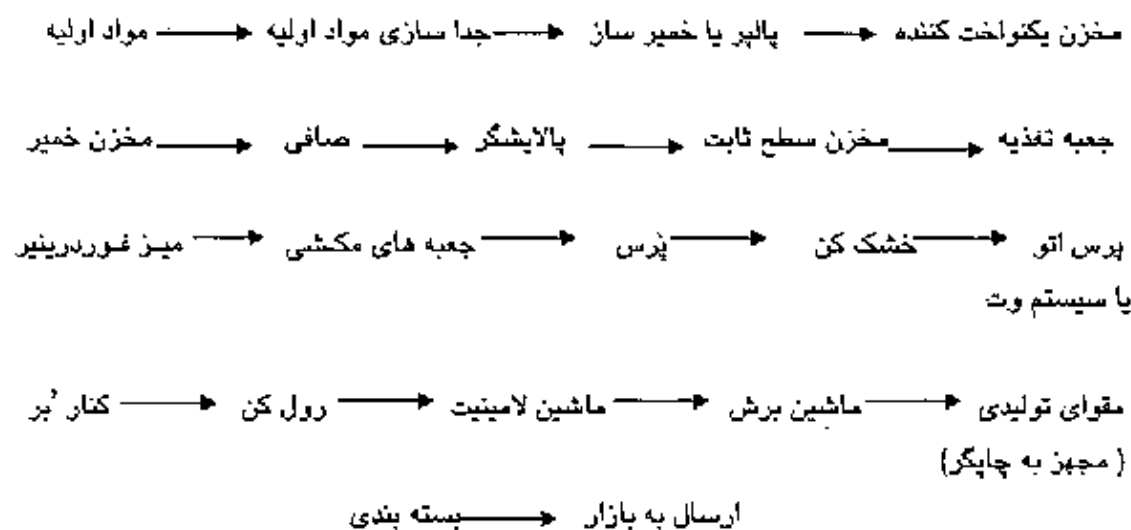 مواد اولیه → جدا سازی مواد اولیه → پالپر یا خمیر ساز → مخزن یکنواخت کننده
مخزن خمیر → صافی → پالایشگر → مخزن سطح ثابت → جعبه تغذیه
میز فوردرینیر → جعبه های مکشی → پرس → خشک کن → پرس اتو
یا سیستم وت
کنار بر → رول کن → ماشین لامینیت → ماشین برش → مقوای تولیدی
( مجهز به چاپگر)
بسته بندی → ارسال به بازار